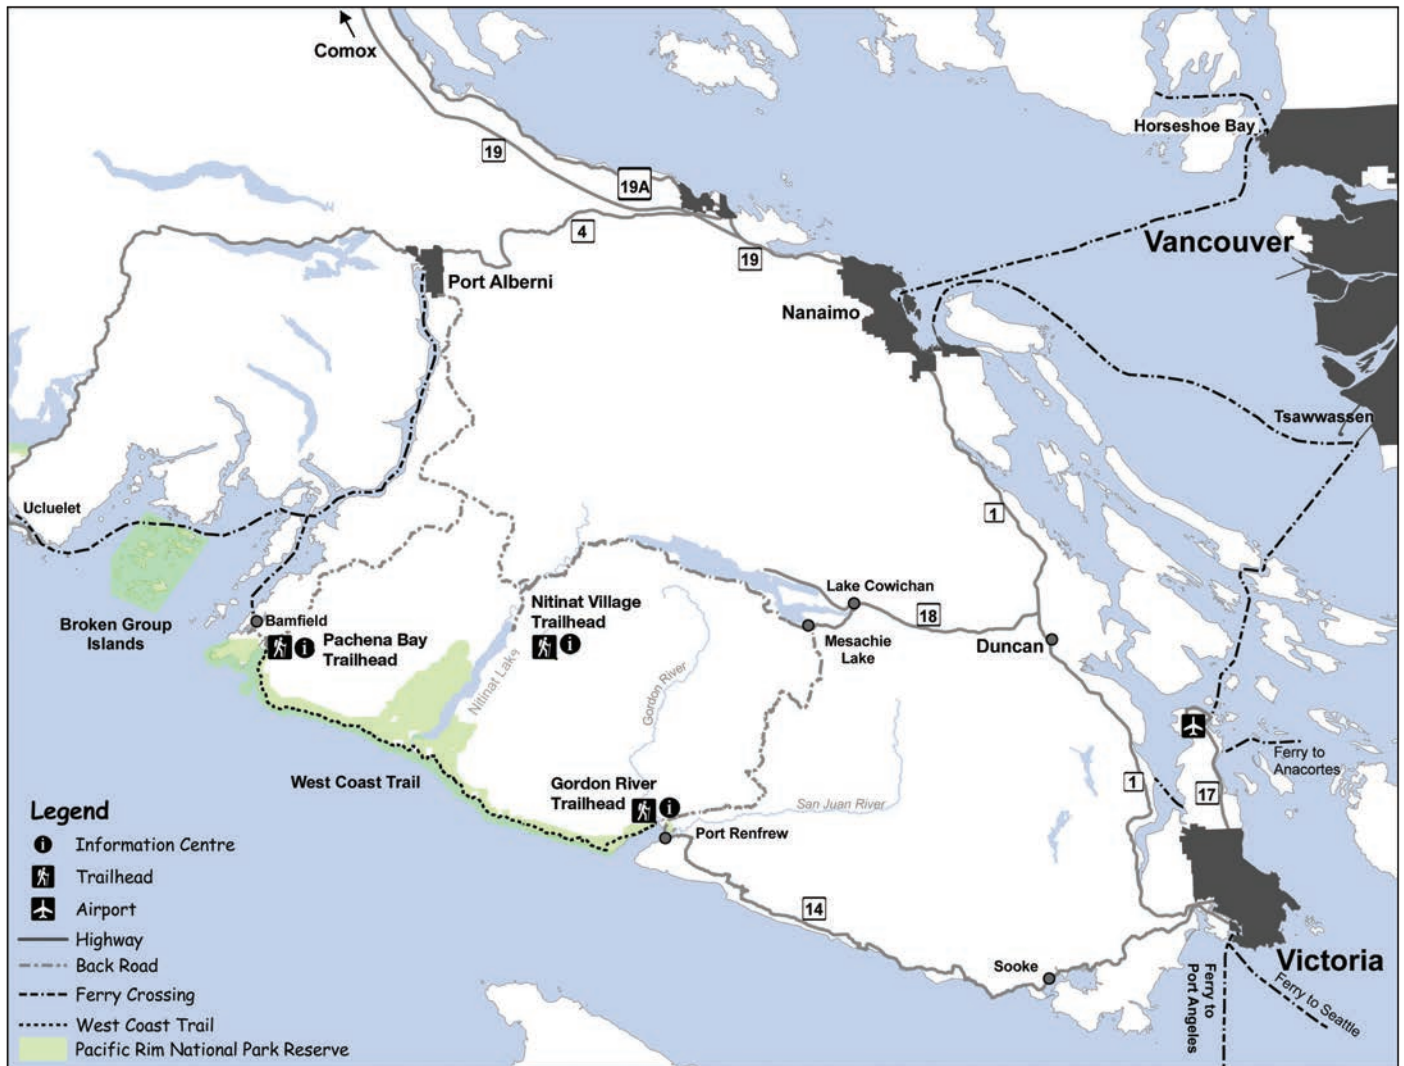 Comox
Horseshoe Bay
19
19A
4
19
Vancouver
Port Alberni
Nanaimo
Tsawwassen
Ucluelet
1
Lake Cowichan
Nitinat Village
Trailhead
i
18
Broken Group
Islands
Bamfield
Pachena Bay
Trailhead
i
Mesachie
Lake
Duncan
Nitinat Lake
Gordon River
Ferry to
Anacortes
West Coast Trail
Gordon River
Trailhead
i
1
17
San Juan River
Port Renfrew
14
Sooke
Victoria
Ferry to
Port Angeles
Ferry to Seattle
Legend
i Information Centre
Trailhead
Airport
Highway
Back Road
Ferry Crossing
West Coast Trail
Pacific Rim National Park Reserve